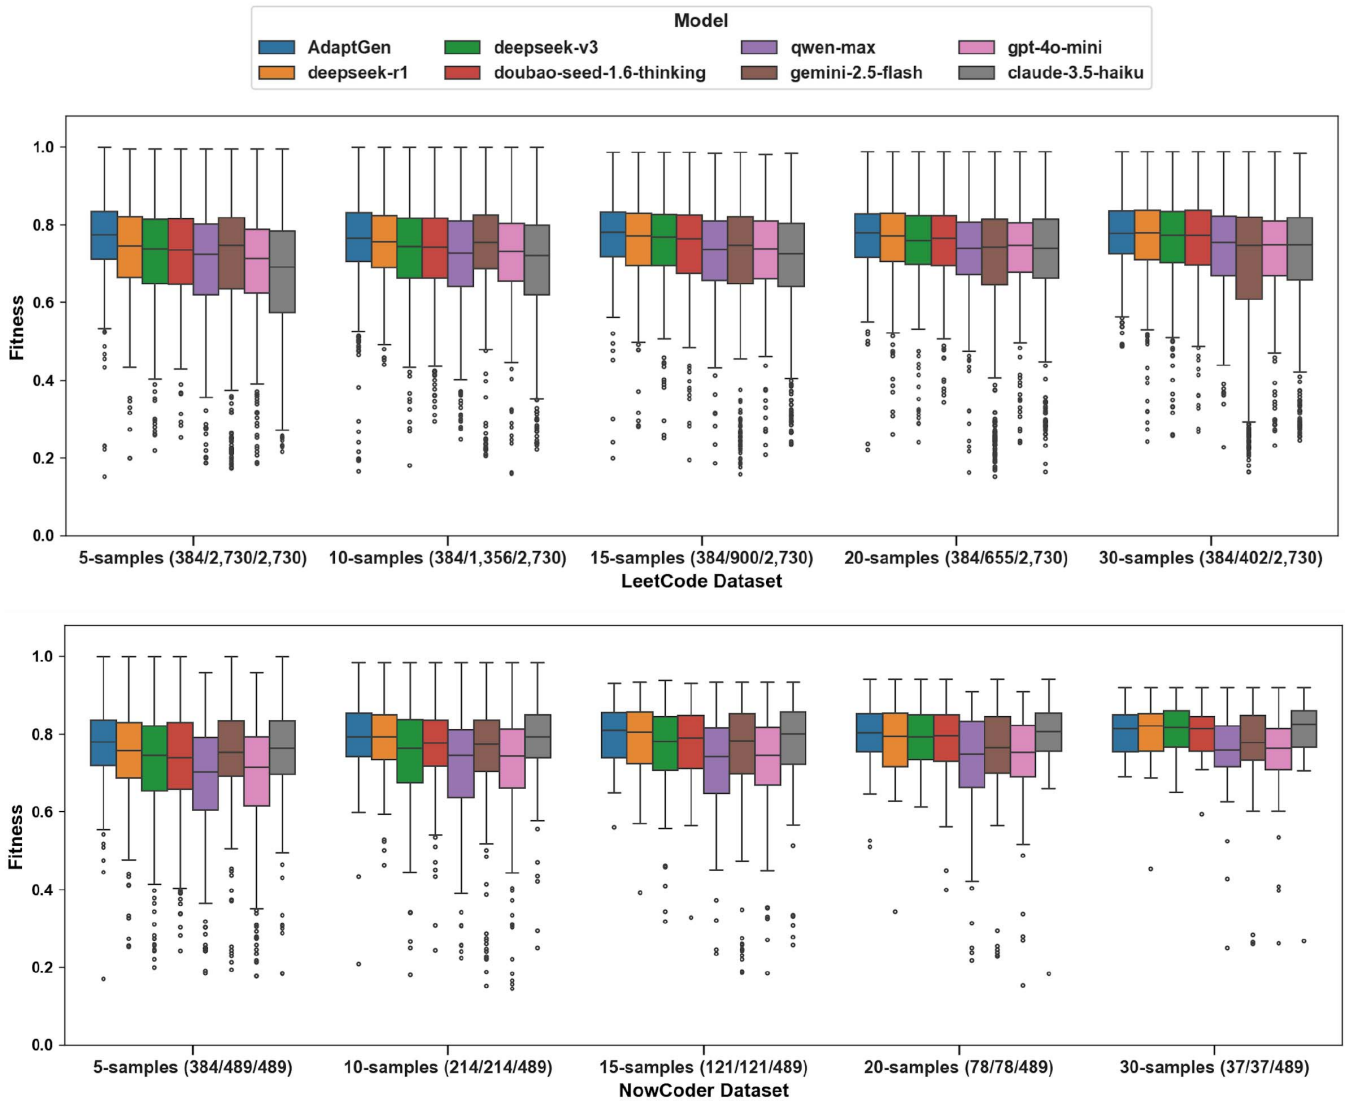 Model
AdaptGen deepseek-v3 qwen-max gpt-4o-mini
deepseek-r1 doubao-seed-1.6-thinking gemini-2.5-flash claude-3.5-haiku
1.0
0.8
0.6
0.4
0.2
0.0
Fitness
5-samples (384/2,730/2,730) 10-samples (384/1,356/2,730) 15-samples (384/900/2,730) 20-samples (384/655/2,730) 30-samples (384/402/2,730)
LeetCode Dataset
1.0
0.8
0.6
0.4
0.2
0.0
Fitness
5-samples (384/489/489) 10-samples (214/214/489) 15-samples (121/121/489) 20-samples (78/78/489) 30-samples (37/37/489)
NowCoder Dataset